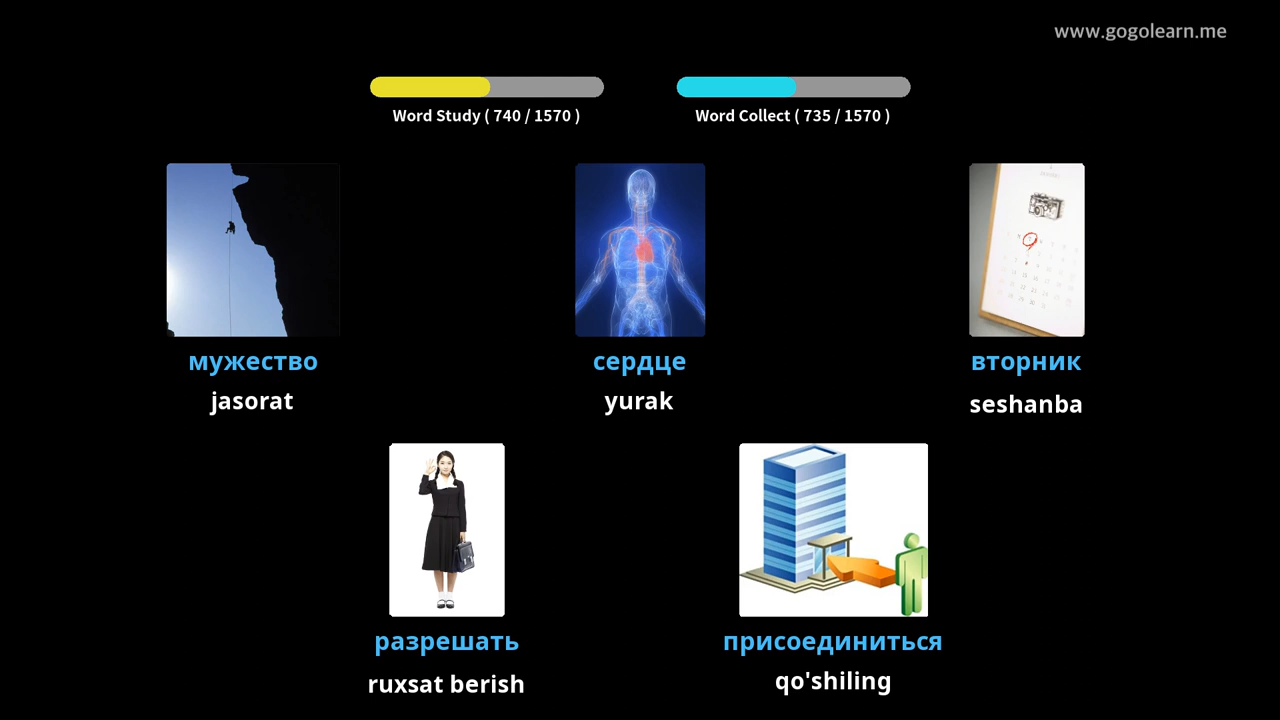 www.gogolearn.me
Word Study ( 740 / 1570 )
Word Collect ( 735 / 1570 )
мужество
jasorat
сердце
yurak
вторник
seshanba
разрешать
ruxsat berish
присоединиться
qo'shiling